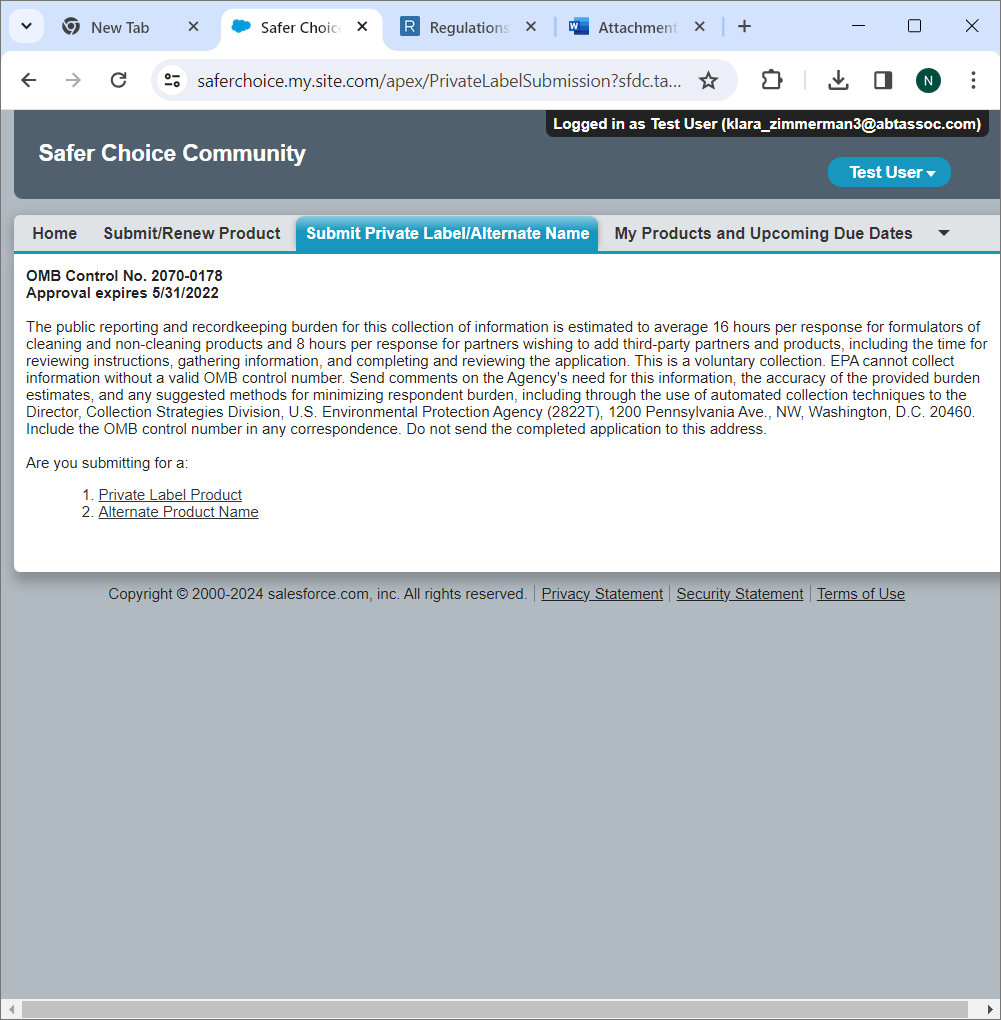 New Tab
Safer Choic
Regulations
Attachment
saferchoice.my.site.com/apex/PrivateLabelSubmission?sfdc.ta...
N
Logged in as Test User (klara_zimmerman3@abtassoc.com)
Safer Choice Community
Test User
Home Submit/Renew Product Submit Private Label/Alternate Name My Products and Upcoming Due Dates
OMB Control No. 2070-0178
Approval expires 5/31/2022
The public reporting and recordkeeping burden for this collection of information is estimated to average 16 hours per response for formulators of
cleaning and non-cleaning products and 8 hours per response for partners wishing to add third-party partners and products, including the time for
reviewing instructions, gathering information, and completing and reviewing the application. This is a voluntary collection. EPA cannot collect
information without a valid OMB control number. Send comments on the Agency's need for this information, the accuracy of the provided burden
estimates, and any suggested methods for minimizing respondent burden, including through the use of automated collection techniques to the
Director, Collection Strategies Division, U.S. Environmental Protection Agency (2822T), 1200 Pennsylvania Ave., NW, Washington, D.C. 20460.
Include the OMB control number in any correspondence. Do not send the completed application to this address.
Are you submitting for a:
1. Private Label Product
2. Alternate Product Name
Copyright © 2000-2024 salesforce.com, inc. All rights reserved. | Privacy Statement | Security Statement | Terms of Use